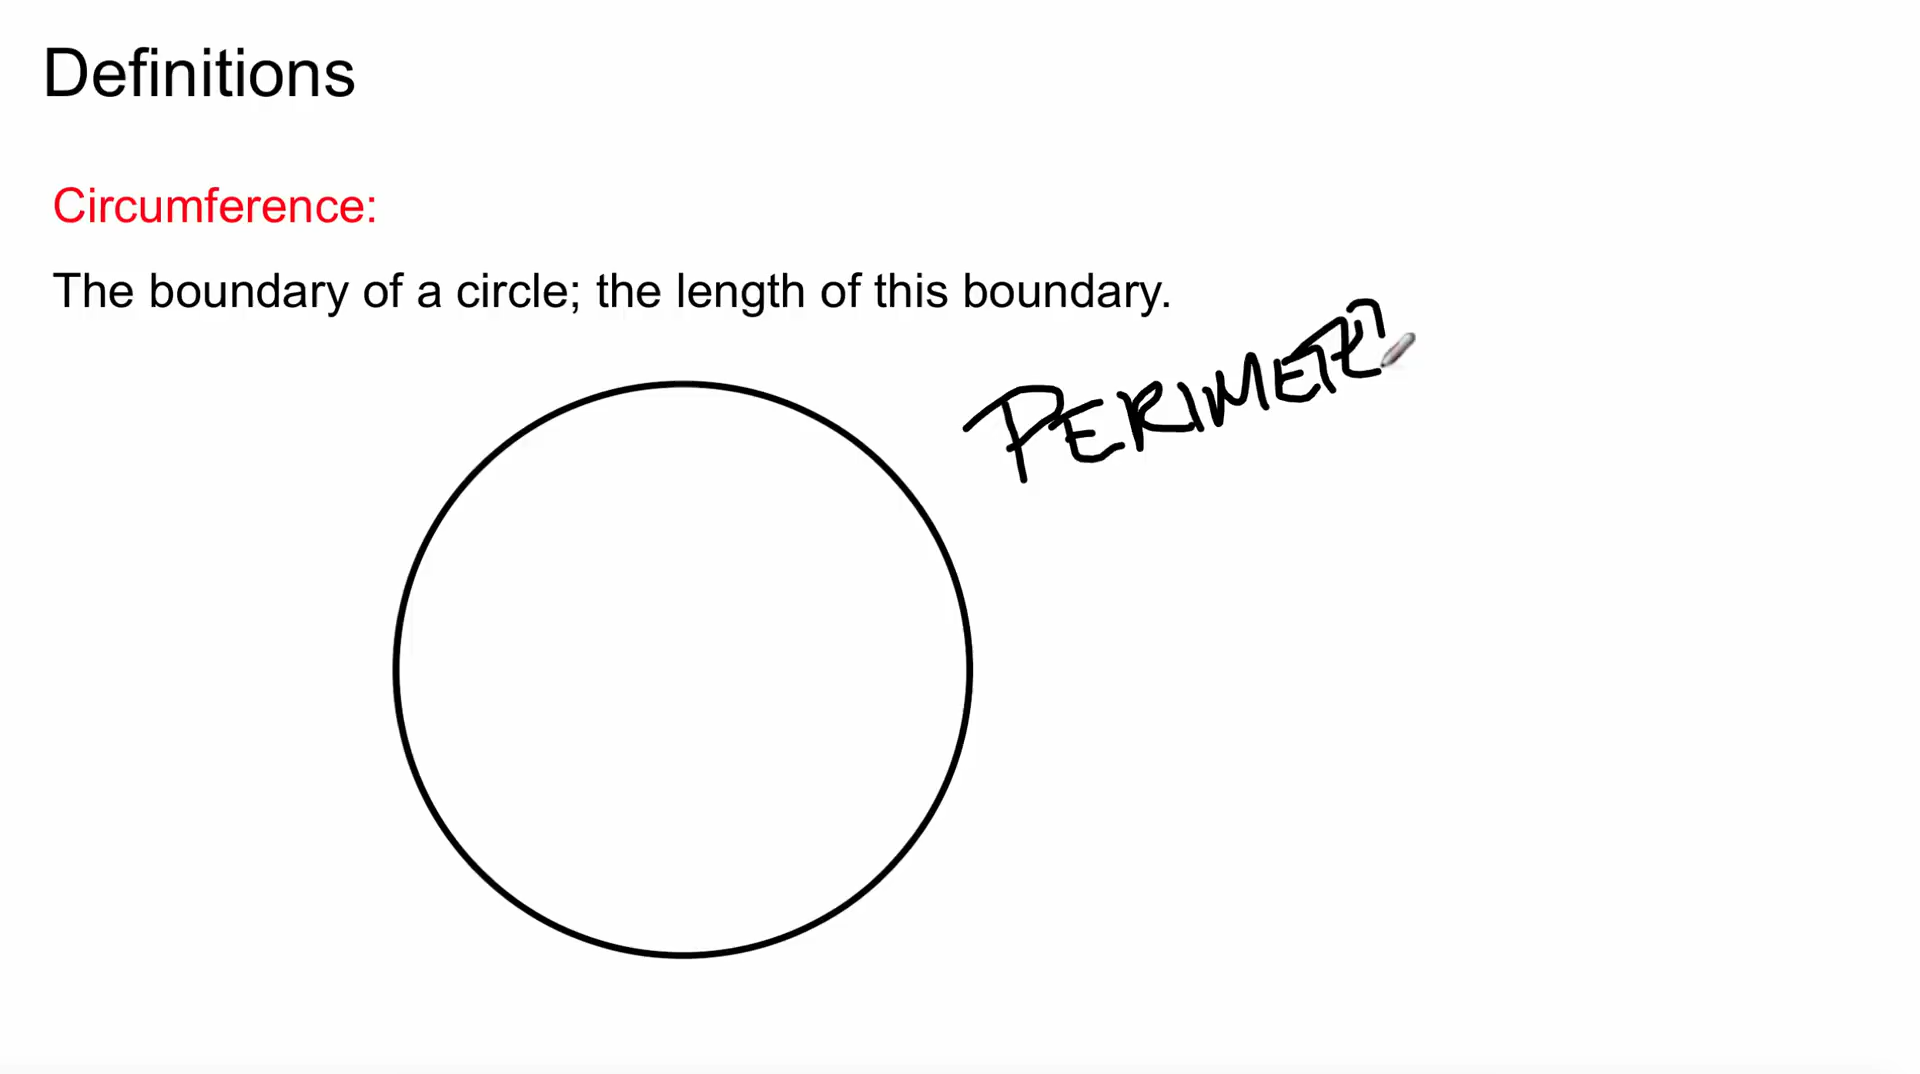 Definitions
Circumference:
The boundary of a circle; the length of this boundary.
PERIMETER